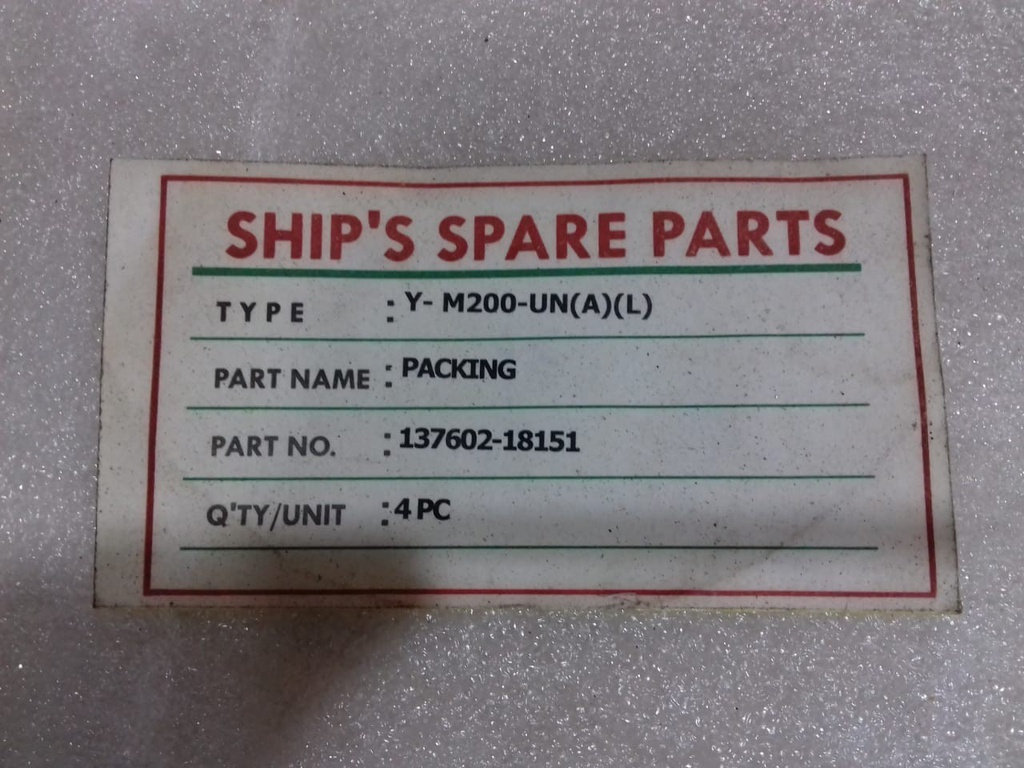 SHIP'S SPARE PARTS
TYPE : Y- M200-UN(A)(L)
PART NAME : PACKING
PART NO. : 137602-18151
Q'TY/UNIT : 4 PC